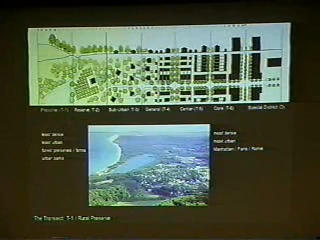 Preserve (T-1) Reserve (T-2) Sub-Urban (T-3) General (T-4) Center (T-5) Core (T-6) Special District (D)
least dense
least urban
forest preserves / farms
urban parks
most dense
most urban
Manhattan / Paris / Rome
The Transect: T-1 / Rural Preserve